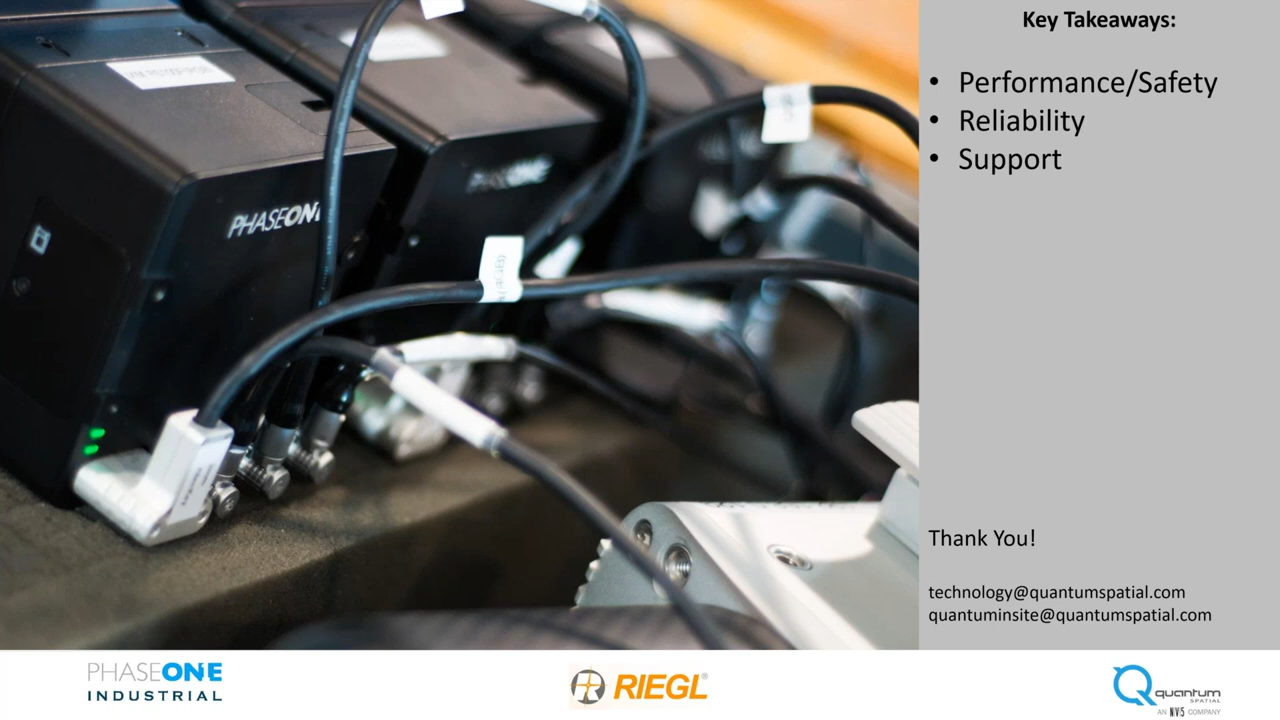 Key Takeaways:
• Performance/Safety
• Reliability
• Support
PHASEONE
PHASEONE
Thank You!
technology@quantumspatial.com
quantuminsite@quantumspatial.com
PHASEONE
INDUSTRIAL
RIEGL®
quantum
SPATIAL
AN NV5 COMPANY